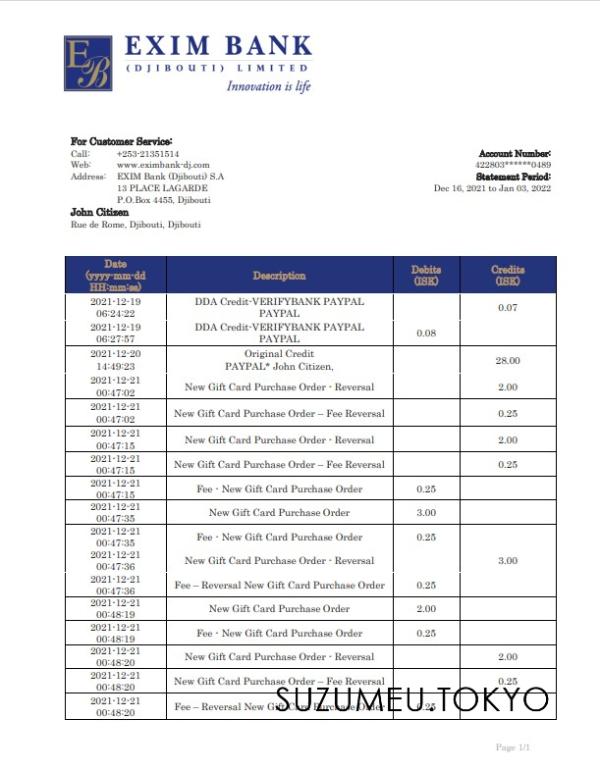 EXIM BANK
(DJIBOUTI) LIMITED
Innovation is life
For Customer Service:
Call: +253-21351514
Web: www.eximbank-dj.com
Address: EXIM Bank (Djibouti) S.A
13 PLACE LAGARDE
P.O.Box 4455, Djibouti
John Citizen
Rue de Rome, Djibouti, Djibouti
Account Number:
422803******0489
Statement Period:
Dec 16, 2021 to Jan 03, 2022
Date (yyyy-mm-dd HH:mm:ss) Description Debits (ISK) Credits (ISK)
2021-12-19 06:24:22 DDA Credit-VERIFYBANK PAYPAL PAYPAL 0.07
2021-12-19 06:27:57 DDA Credit-VERIFYBANK PAYPAL PAYPAL 0.08
2021-12-20 14:49:23 Original Credit PAYPAL* John Citizen, 28.00
2021-12-21 00:47:02 New Gift Card Purchase Order - Reversal 2.00
2021-12-21 00:47:02 New Gift Card Purchase Order – Fee Reversal 0.25
2021-12-21 00:47:15 New Gift Card Purchase Order - Reversal 2.00
2021-12-21 00:47:15 New Gift Card Purchase Order – Fee Reversal 0.25
2021-12-21 00:47:15 Fee - New Gift Card Purchase Order 0.25
2021-12-21 00:47:35 New Gift Card Purchase Order 3.00
2021-12-21 00:47:35 Fee - New Gift Card Purchase Order 0.25
2021-12-21 00:47:36 New Gift Card Purchase Order - Reversal 3.00
2021-12-21 00:47:36 Fee – Reversal New Gift Card Purchase Order 0.25
2021-12-21 00:48:19 New Gift Card Purchase Order 2.00
2021-12-21 00:48:19 Fee - New Gift Card Purchase Order 0.25
2021-12-21 00:48:20 New Gift Card Purchase Order - Reversal 2.00
2021-12-21 00:48:20 New Gift Card Purchase Order – Fee Reversal 0.25
2021-12-21 00:48:20 Fee – Reversal New Gift Card Purchase Order 0.25
SUZUMEU.TOKYO
Page 1/1